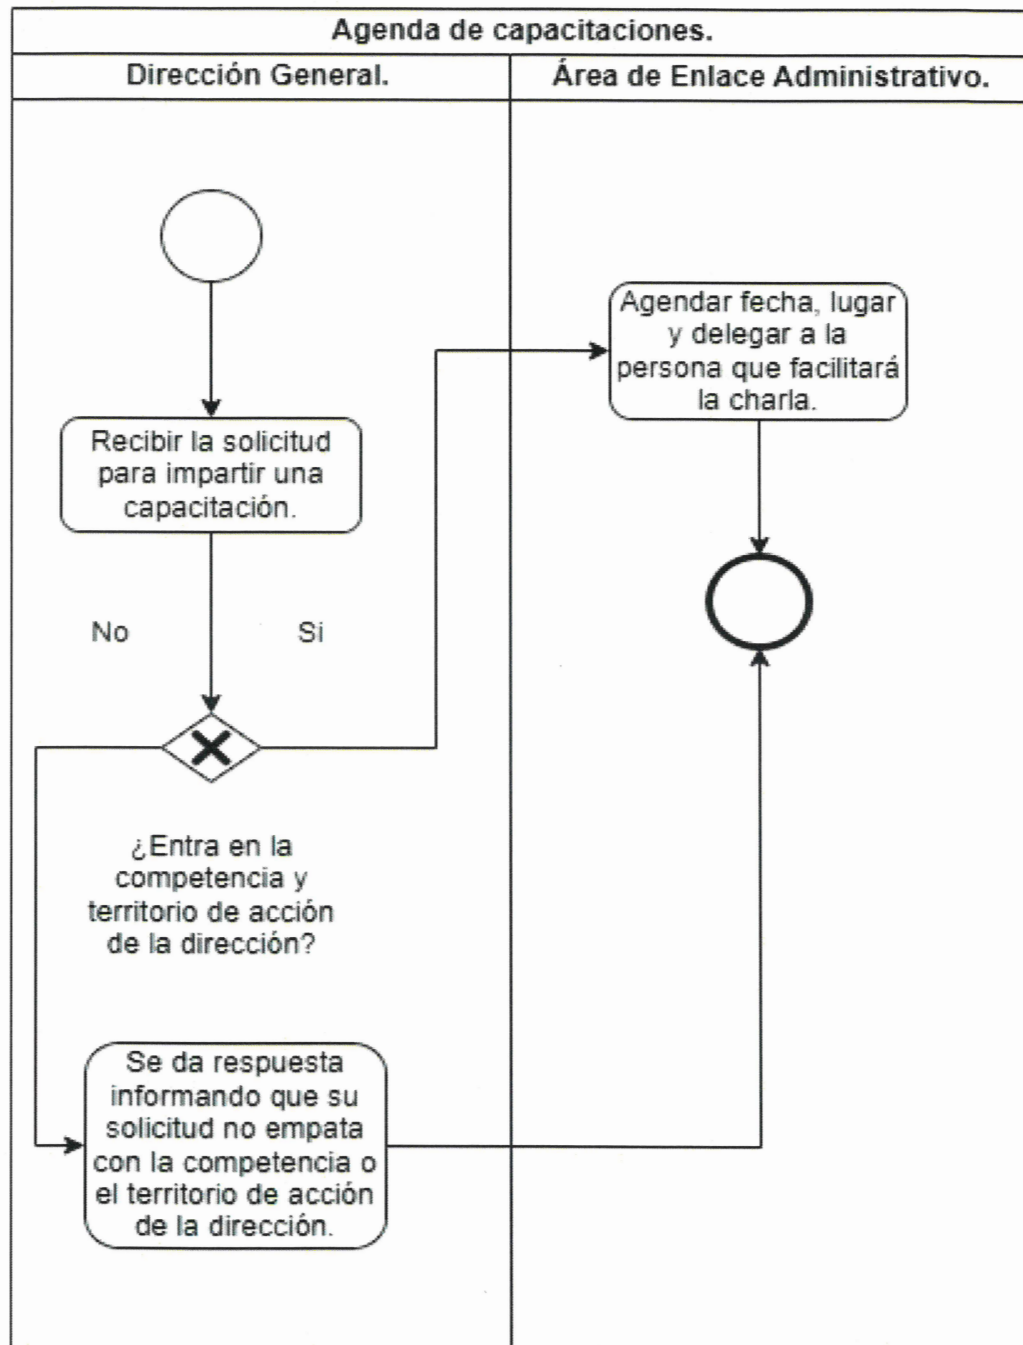 Agenda de capacitaciones.
Dirección General.
Área de Enlace Administrativo.
Agendar fecha, lugar
y delegar a la
persona que facilitará
la charla.
Recibir la solicitud
para impartir una
capacitación.
No
Si
¿Entra en la
competencia y
territorio de acción
de la dirección?
Se da respuesta
informando que su
solicitud no empata
con la competencia o
el territorio de acción
de la dirección.